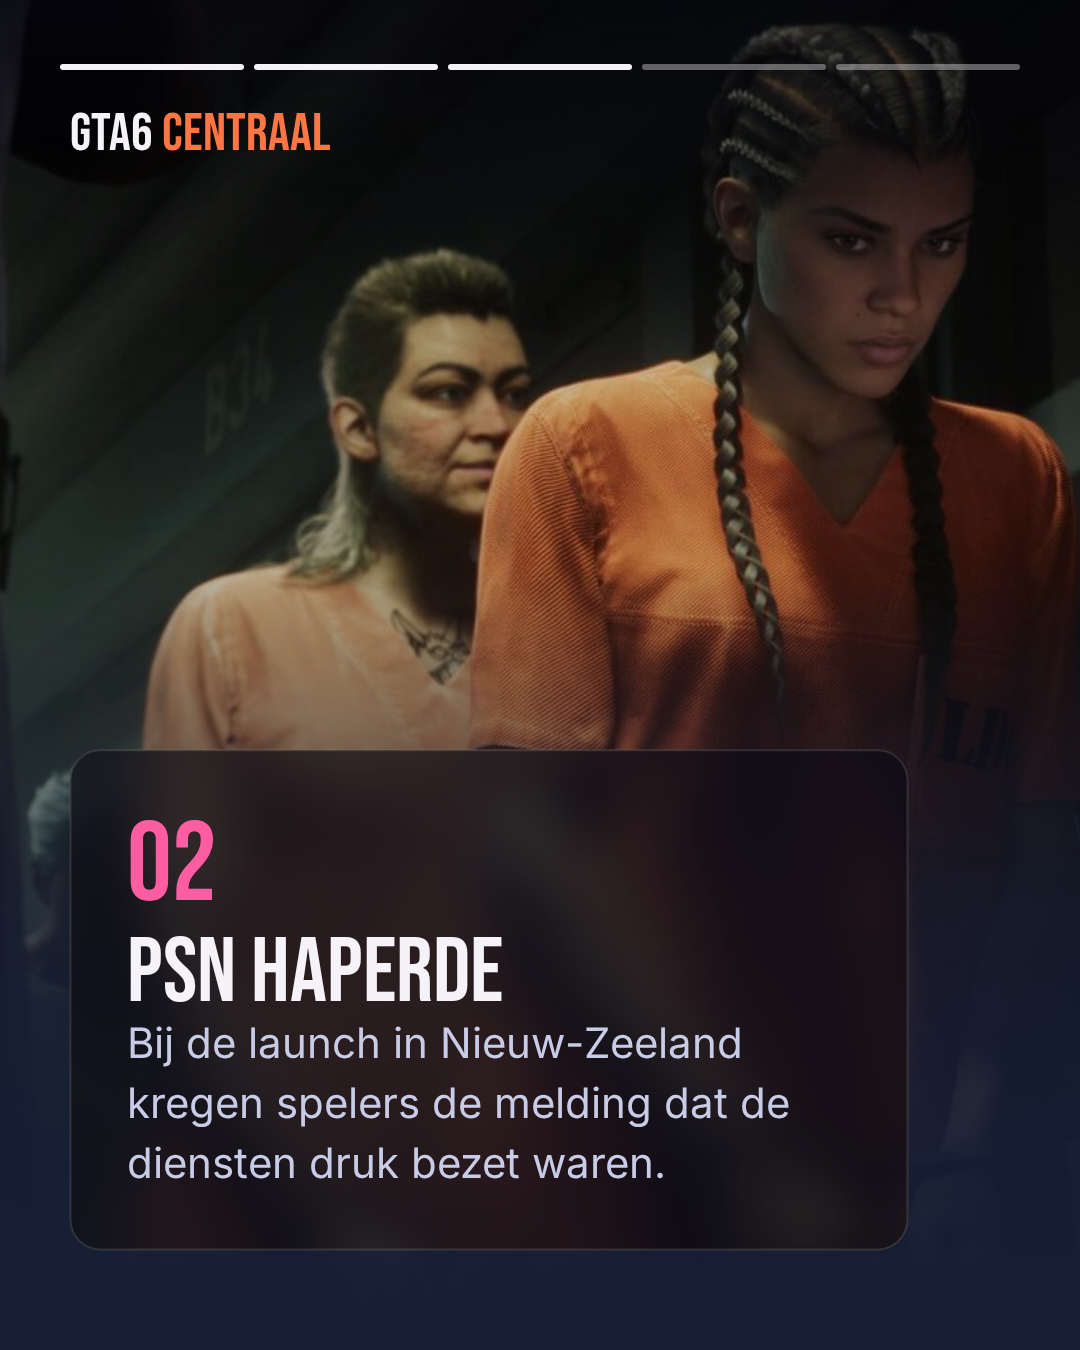 GTA6 CENTRAAL
B34
02
PSN HAPERDE
Bij de launch in Nieuw-Zeeland
kregen spelers de melding dat de
diensten druk bezet waren.